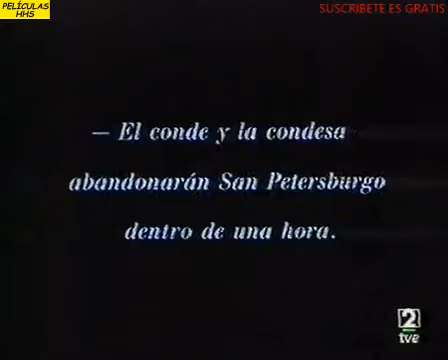 PELÍCULAS
HHS
SUSCRIBETE ES GRATIS
— El conde y la condesa
abandonarán San Petersburgo
dentro de una hora.
2
tve